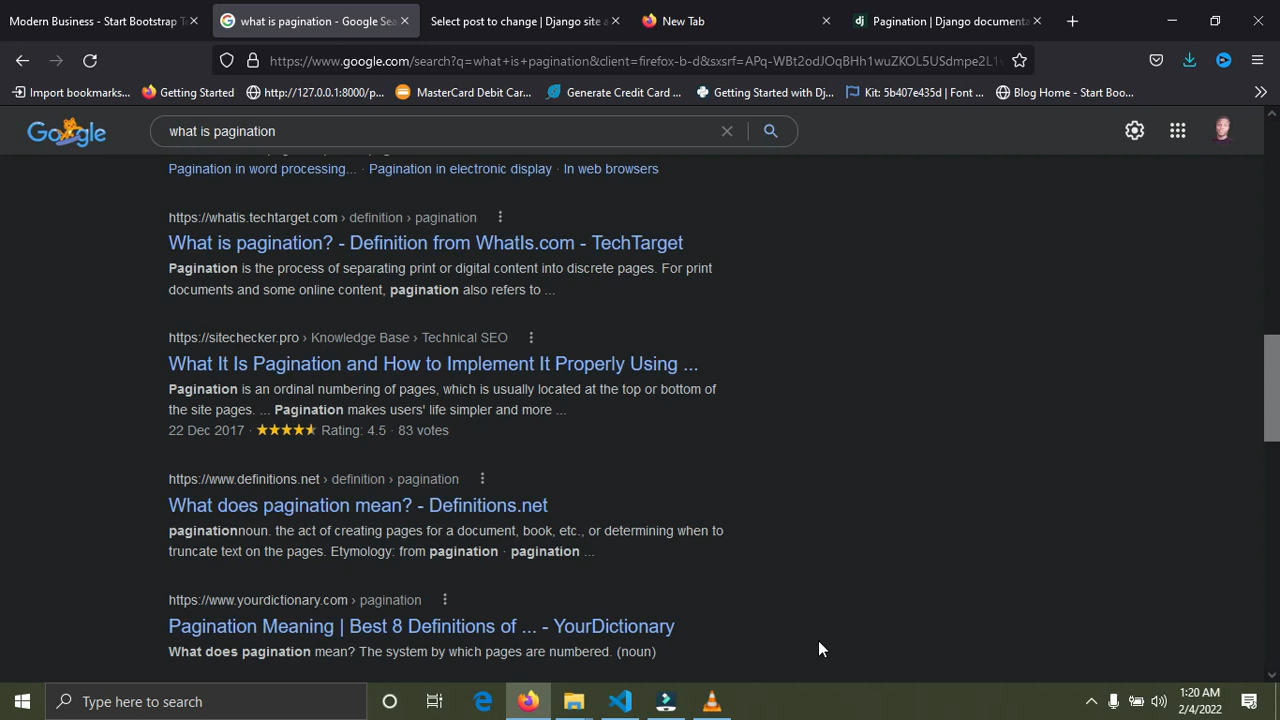 Modern Business - Start Bootstrap T
what is pagination - Google Sea
Select post to change | Django site a
New Tab
dj Pagination | Django documenta
https://www.google.com/search?q=what+is+pagination&client=firefox-b-d&sxsrf=APq-WBt2odJOqBHh1wuZKOL5USdmpe2L1w
Import bookmarks...
Getting Started
http://127.0.0.1:8000/p...
MasterCard Debit Car...
Generate Credit Card ...
Getting Started with Dj...
Kit: 5b407e435d | Font ...
Blog Home - Start Boo...
Google
what is pagination
Pagination in word processing... · Pagination in electronic display · In web browsers
https://whatis.techtarget.com › definition › pagination
What is pagination? - Definition from WhatIs.com - TechTarget
Pagination is the process of separating print or digital content into discrete pages. For print
documents and some online content, pagination also refers to ...
https://sitechecker.pro › Knowledge Base › Technical SEO
What It Is Pagination and How to Implement It Properly Using ...
Pagination is an ordinal numbering of pages, which is usually located at the top or bottom of
the site pages. ... Pagination makes users' life simpler and more ...
22 Dec 2017 · Rating: 4.5 · 83 votes
https://www.definitions.net › definition › pagination
What does pagination mean? - Definitions.net
paginationnoun. the act of creating pages for a document, book, etc., or determining when to
truncate text on the pages. Etymology: from pagination · pagination ...
https://www.yourdictionary.com › pagination
Pagination Meaning | Best 8 Definitions of ... - YourDictionary
What does pagination mean? The system by which pages are numbered. (noun)
Type here to search
1:20 AM
2/4/2022